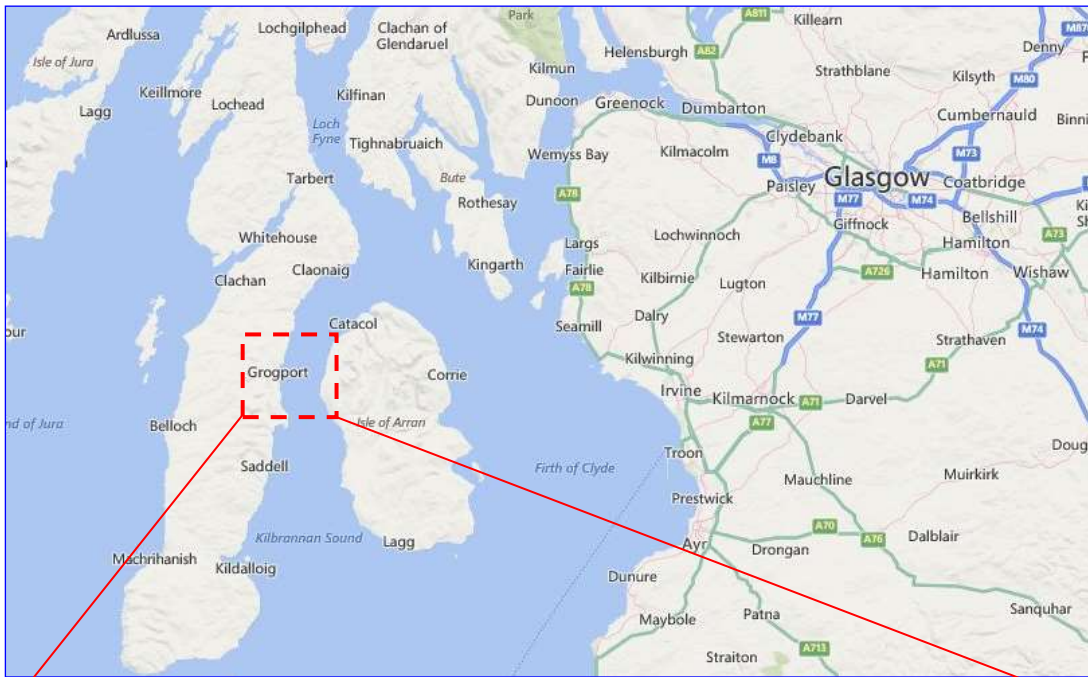 Ardlussa
Lochgilphead
Clachan of
Glendaruel
Park
A811
Killearn
M876
Isle of Jura
Helensburgh
A82
Denny
Kilmun
Strathblane
Kilsyth
M80
Keillmore
Lochead
Kilfinan
Dunoon
Greenock
Dumbarton
Cumbernauld
Lagg
Loch
Fyne
Clydebank
Tighnabruaich
Wemyss Bay
Kilmacolm
M8
M73
Tarbert
Bute
A78
Paisley
Glasgow
Coatbridge
Rothesay
M77
M74
Bellshill
Whitehouse
Largs
Lochwinnoch
Giffnock
Hamilton
A73
Clachan
Claonaig
Kingarth
Fairlie
Kilbirnie
Lugton
A726
Hamilton
Wishaw
A78
Catacol
Seamill
Dalry
Stewarton
M77
Strathaven
M74
Grogport
Corrie
Kilwinning
A71
Irvine
Kilmarnock
A71
Darvel
Belloch
Isle of Arran
A77
nd of Jura
Troon
Saddell
Firth of Clyde
Mauchline
Muirkirk
Prestwick
Kilbrannan Sound
Lagg
A70
Dalblair
Machrihanish
Kildalloig
Ayr
Drongan
A76
Dunure
Maybole
Patna
Sanquhar
A713
Straiton